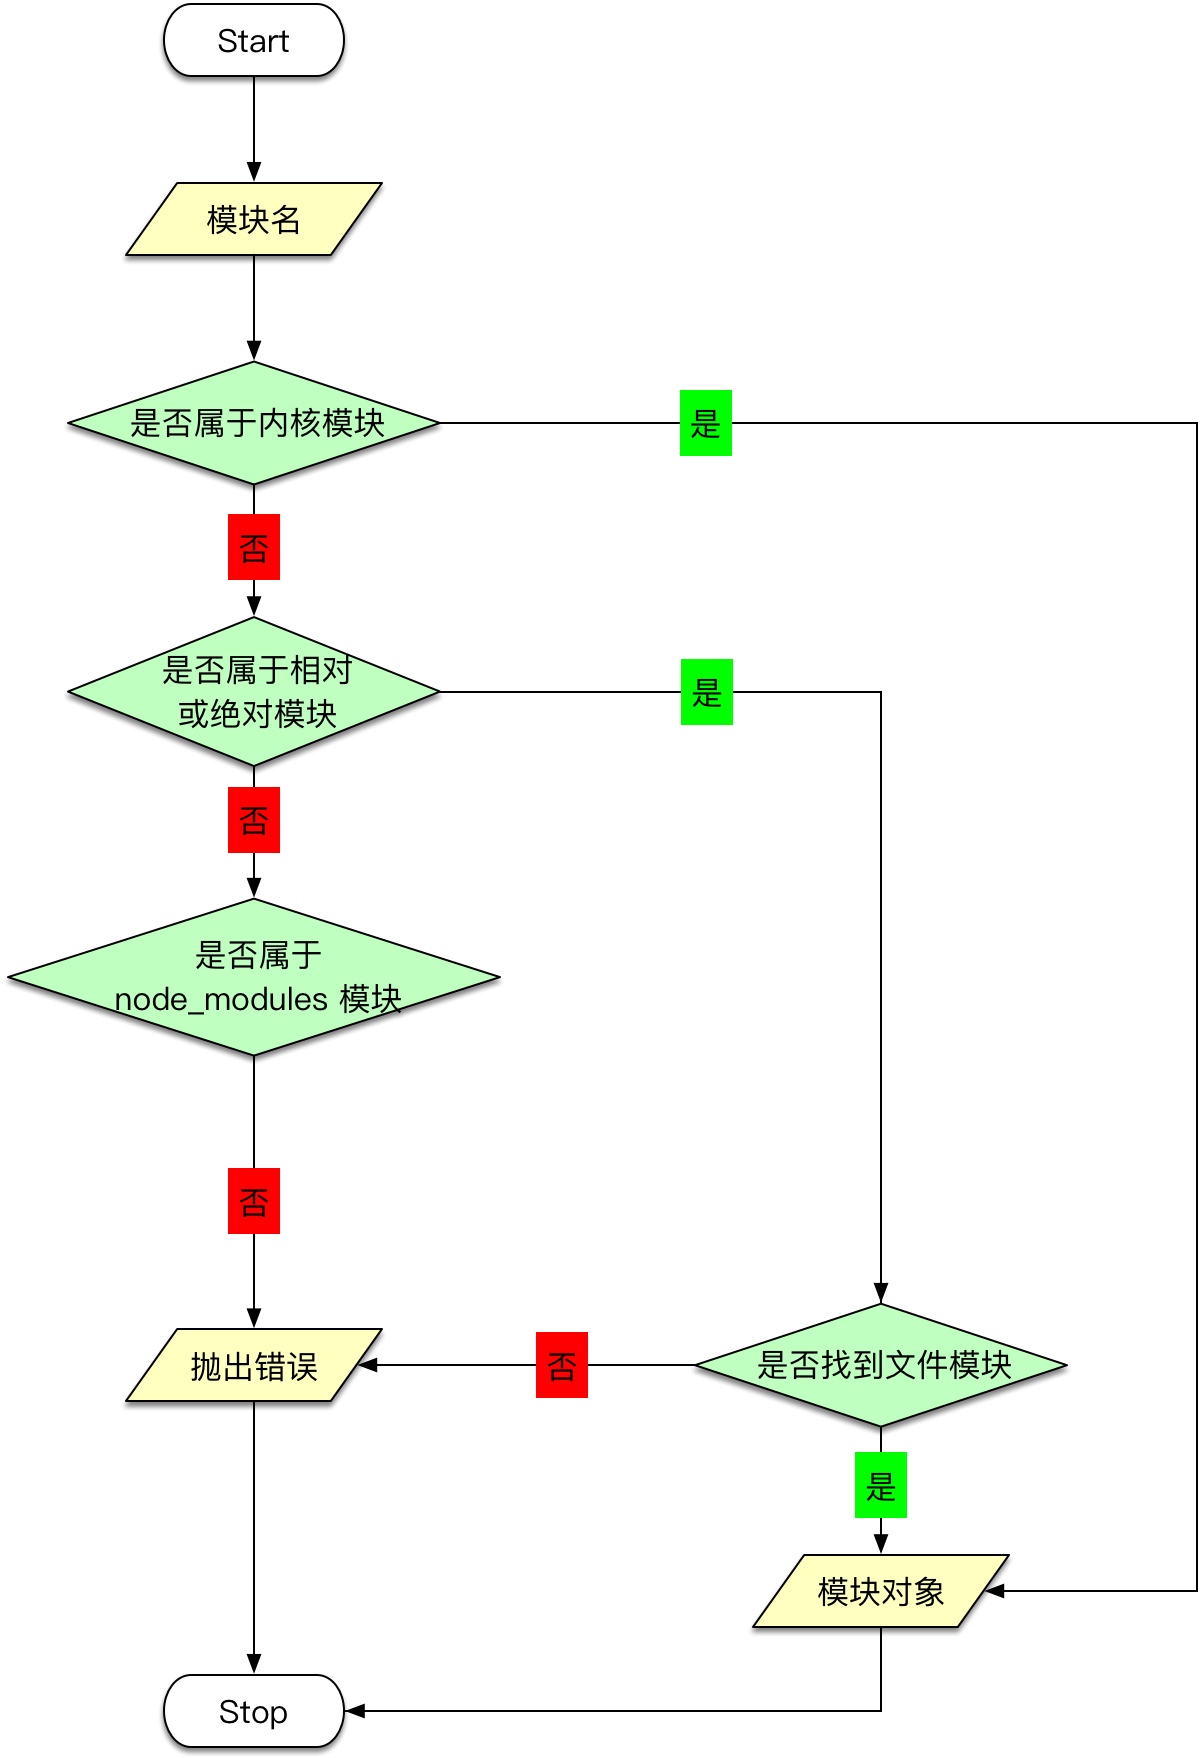 Start
模块名
是否属于内核模块
是
否
是否属于相对
或绝对模块
是
否
是否属于
node_modules 模块
否
抛出错误
否
是否找到文件模块
是
模块对象
Stop